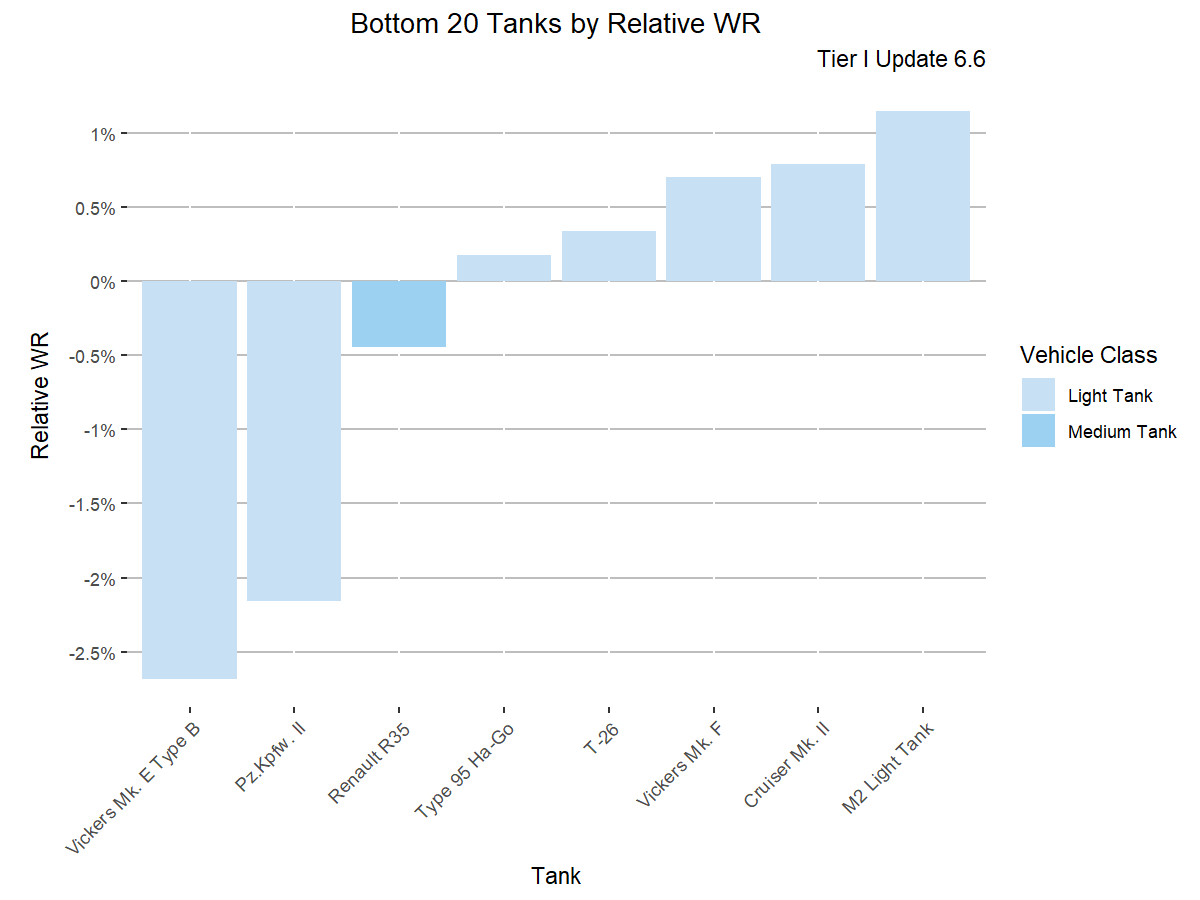 Bottom 20 Tanks by Relative WR
Tier I Update 6.6
Relative WR
1%
0.5%
0%
-0.5%
-1%
-1.5%
-2%
-2.5%
Vickers Mk. E Type B
Pz.Kpfw. II
Renault R35
Type 95 Ha-Go
T-26
Vickers Mk. F
Cruiser Mk. II
M2 Light Tank
Tank
Vehicle Class
Light Tank
Medium Tank